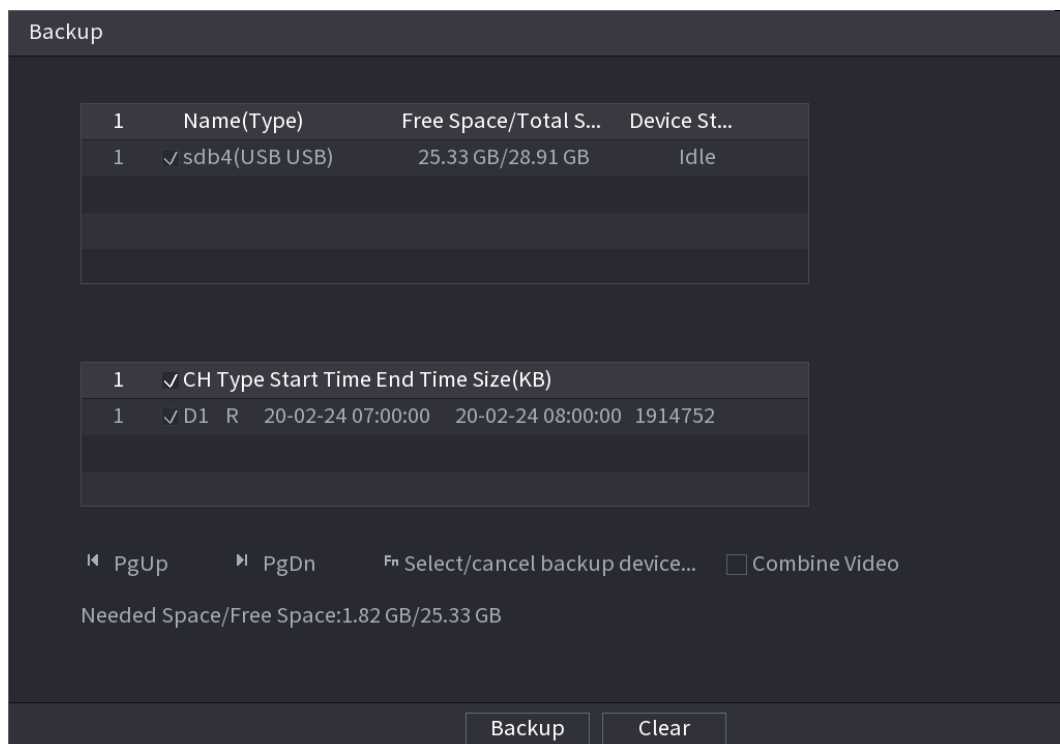 Backup
1 Name(Type) Free Space/Total S... Device St...
1 sdb4(USB USB) 25.33 GB/28.91 GB Idle
1 CH Type Start Time End Time Size(KB)
1 D1 R 20-02-24 07:00:00 20-02-24 08:00:00 1914752
PgUp PgDn Fn Select/cancel backup device... Combine Video
Needed Space/Free Space:1.82 GB/25.33 GB
Backup Clear